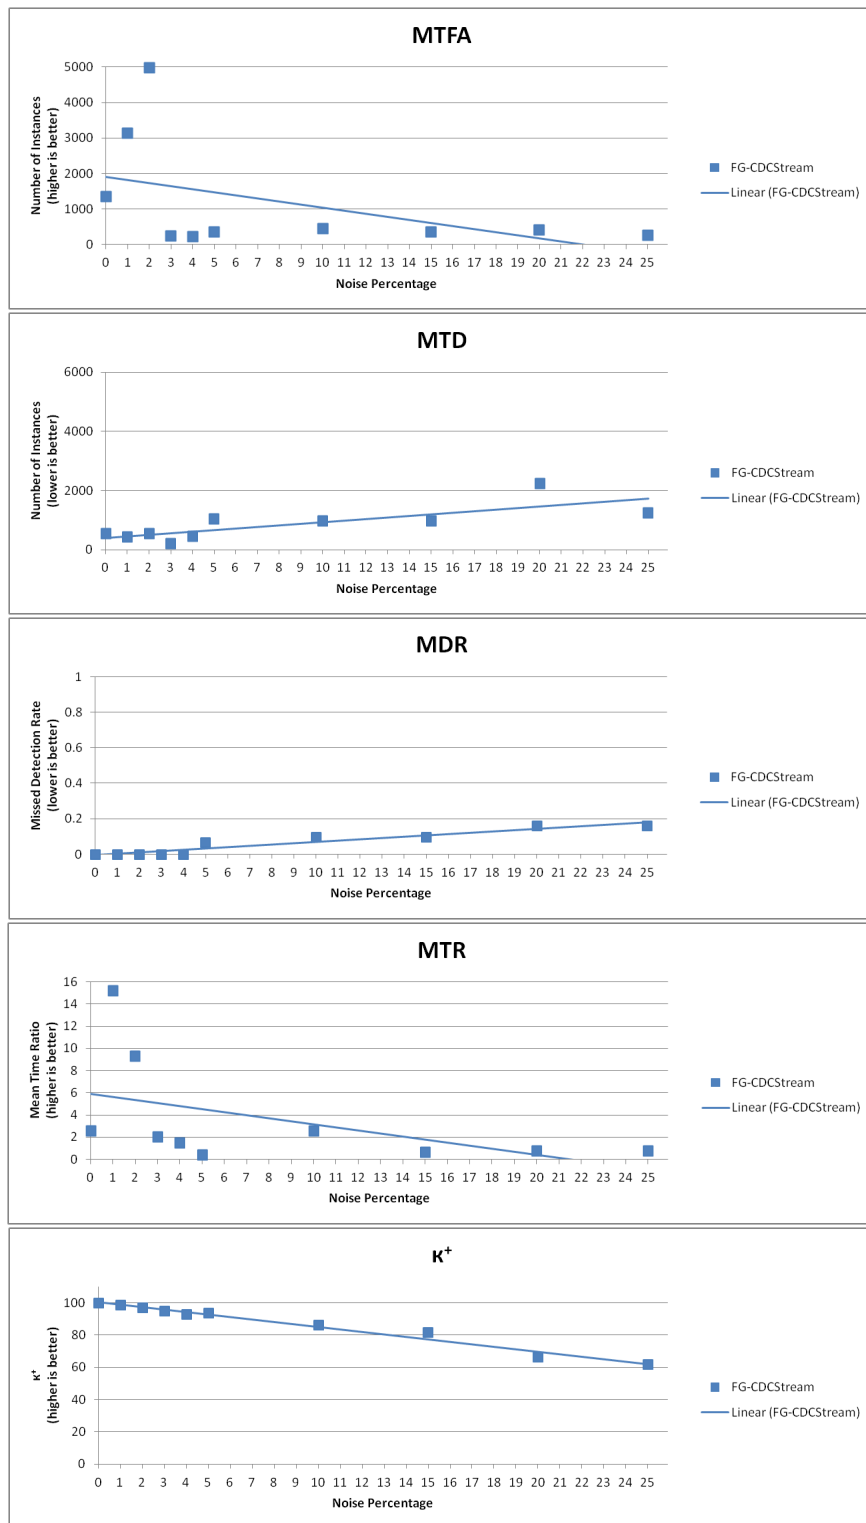 MTFA
Number of Instances
(higher is better)
5000
4000
3000
2000
1000
0
0 1 2 3 4 5 6 7 8 9 10 11 12 13 14 15 16 17 18 19 20 21 22 23 24 25
Noise Percentage
FG-CDCStream
Linear (FG-CDCStream)
MTD
Number of Instances
(lower is better)
6000
4000
2000
0
0 1 2 3 4 5 6 7 8 9 10 11 12 13 14 15 16 17 18 19 20 21 22 23 24 25
Noise Percentage
FG-CDCStream
Linear (FG-CDCStream)
MDR
Missed Detection Rate
(lower is better)
1
0.8
0.6
0.4
0.2
0
0 1 2 3 4 5 6 7 8 9 10 11 12 13 14 15 16 17 18 19 20 21 22 23 24 25
Noise Percentage
FG-CDCStream
Linear (FG-CDCStream)
MTR
Mean Time Ratio
(higher is better)
16
14
12
10
8
6
4
2
0
0 1 2 3 4 5 6 7 8 9 10 11 12 13 14 15 16 17 18 19 20 21 22 23 24 25
Noise Percentage
FG-CDCStream
Linear (FG-CDCStream)
κ⁺
κ⁺
(higher is better)
100
80
60
40
20
0
0 1 2 3 4 5 6 7 8 9 10 11 12 13 14 15 16 17 18 19 20 21 22 23 24 25
Noise Percentage
FG-CDCStream
Linear (FG-CDCStream)